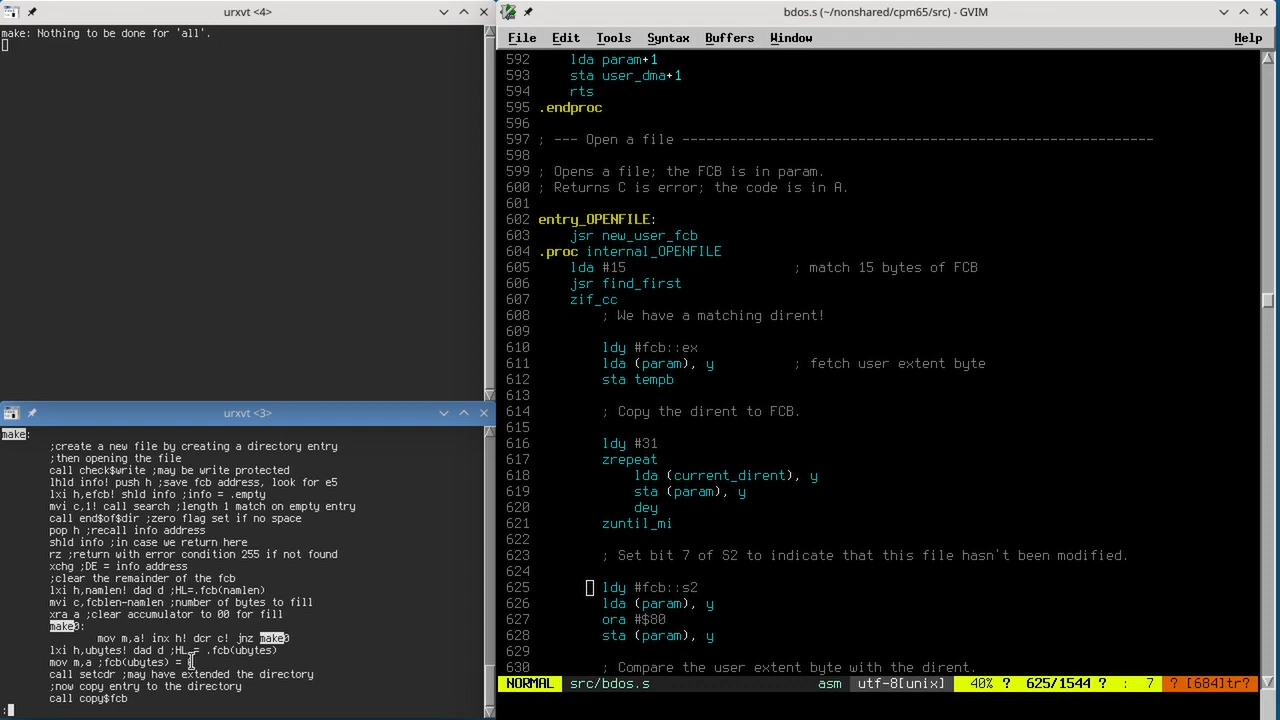 urxvt <4>
make: Nothing to be done for 'all'.
urxvt <3>
make:
;create a new file by creating a directory entry
;then opening the file
call check$write ;may be write protected
lhld info! push h ;save fcb address, look for e5
lxi h,efcb! shld info ;info = .empty
mvi c,1! call search ;length 1 match on empty entry
call end$of$dir ;zero flag set if no space
pop h ;recall info address
shld info ;in case we return here
rz ;return with error condition 255 if not found
xchg ;DE = info address
;clear the remainder of the fcb
lxi h,namlen! dad d ;HL=.fcb(namlen)
mvi c,fcblen-namlen ;number of bytes to fill
xra a ;clear accumulator to 00 for fill
make0:
mov m,a! inx h! dcr c! jnz make0
lxi h,ubytes! dad d ;HL = .fcb(ubytes)
mov m,a ;fcb(ubytes) =
call setcdr ;may have extended the directory
;now copy entry to the directory
call copy$fcb
:
bdos.s (~/nonshared/cpm65/src) - GVIM
File Edit Tools Syntax Buffers Window Help
592 lda param+1
593 sta user_dma+1
594 rts
595 .endproc
596
597 ; --- Open a file -----------------------------------------------------------
598
599 ; Opens a file; the FCB is in param.
600 ; Returns C is error; the code is in A.
601
602 entry_OPENFILE:
603 jsr new_user_fcb
604 .proc internal_OPENFILE
605 lda #15 ; match 15 bytes of FCB
606 jsr find_first
607 zif_cc
608 ; We have a matching dirent!
609
610 ldy #fcb::ex
611 lda (param), y ; fetch user extent byte
612 sta tempb
613
614 ; Copy the dirent to FCB.
615
616 ldy #31
617 zrepeat
618 lda (current_dirent), y
619 sta (param), y
620 dey
621 zuntil_mi
622
623 ; Set bit 7 of S2 to indicate that this file hasn't been modified.
624
625 ldy #fcb::s2
626 lda (param), y
627 ora #$80
628 sta (param), y
630 ; Compare the user extent byte with the dirent.
NORMAL src/bdos.s asm utf-8[unix] 40% ? 625/1544 ? : 7 ? [684]tr?